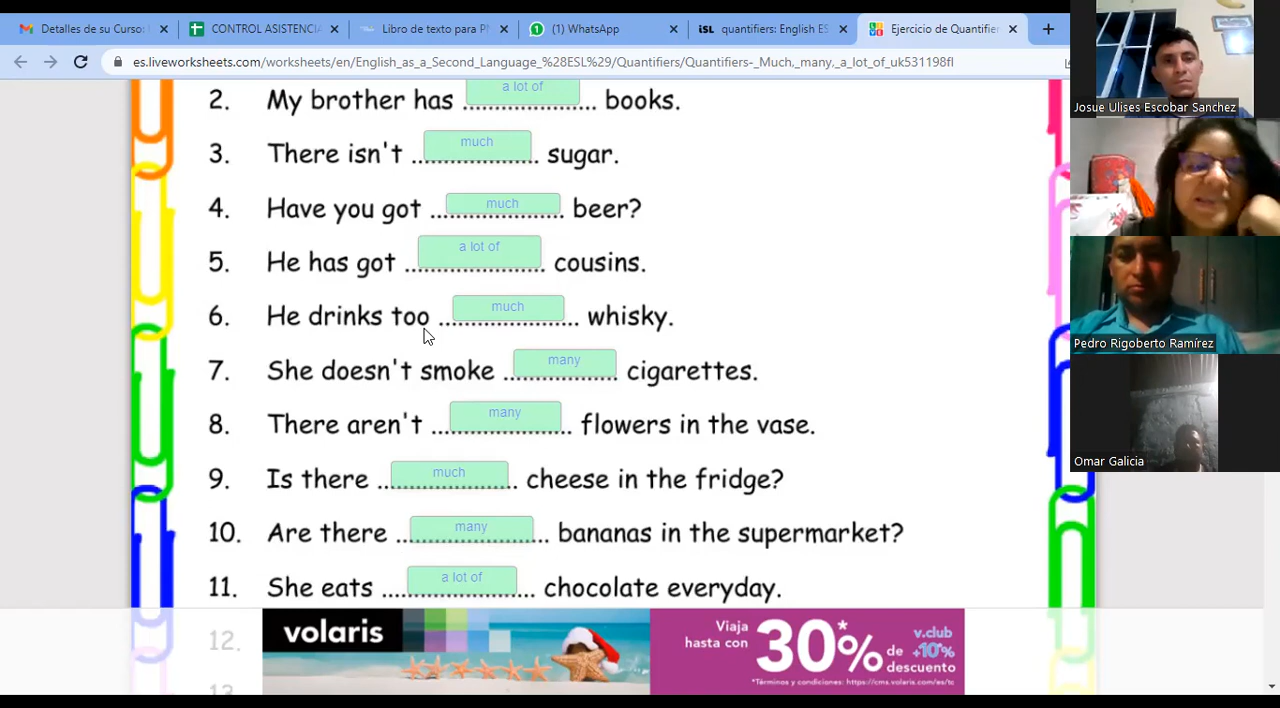 Detalles de su Curso:
CONTROL ASISTENCIA
Libro de texto para P
(1) WhatsApp
iSL quantifiers: English ES
Ejercicio de Quantifier
es.liveworksheets.com/worksheets/en/English_as_a_Second_Language_%28ESL%29/Quantifiers/Quantifiers-_Much,_many,_a_lot_of_uk531198fl
2. My brother has a lot of books.
3. There isn't much sugar.
4. Have you got much beer?
5. He has got a lot of cousins.
6. He drinks too much whisky.
7. She doesn't smoke many cigarettes.
8. There aren't many flowers in the vase.
9. Is there much cheese in the fridge?
10. Are there many bananas in the supermarket?
11. She eats a lot of chocolate everyday.
12.
13
volaris
Viaja hasta con 30%* de descuento
v.club +10*%
*Términos y condiciones: https://cms.volaris.com/es/tc
Josue Ulises Escobar Sanchez
Pedro Rigoberto Ramírez
Omar Galicia